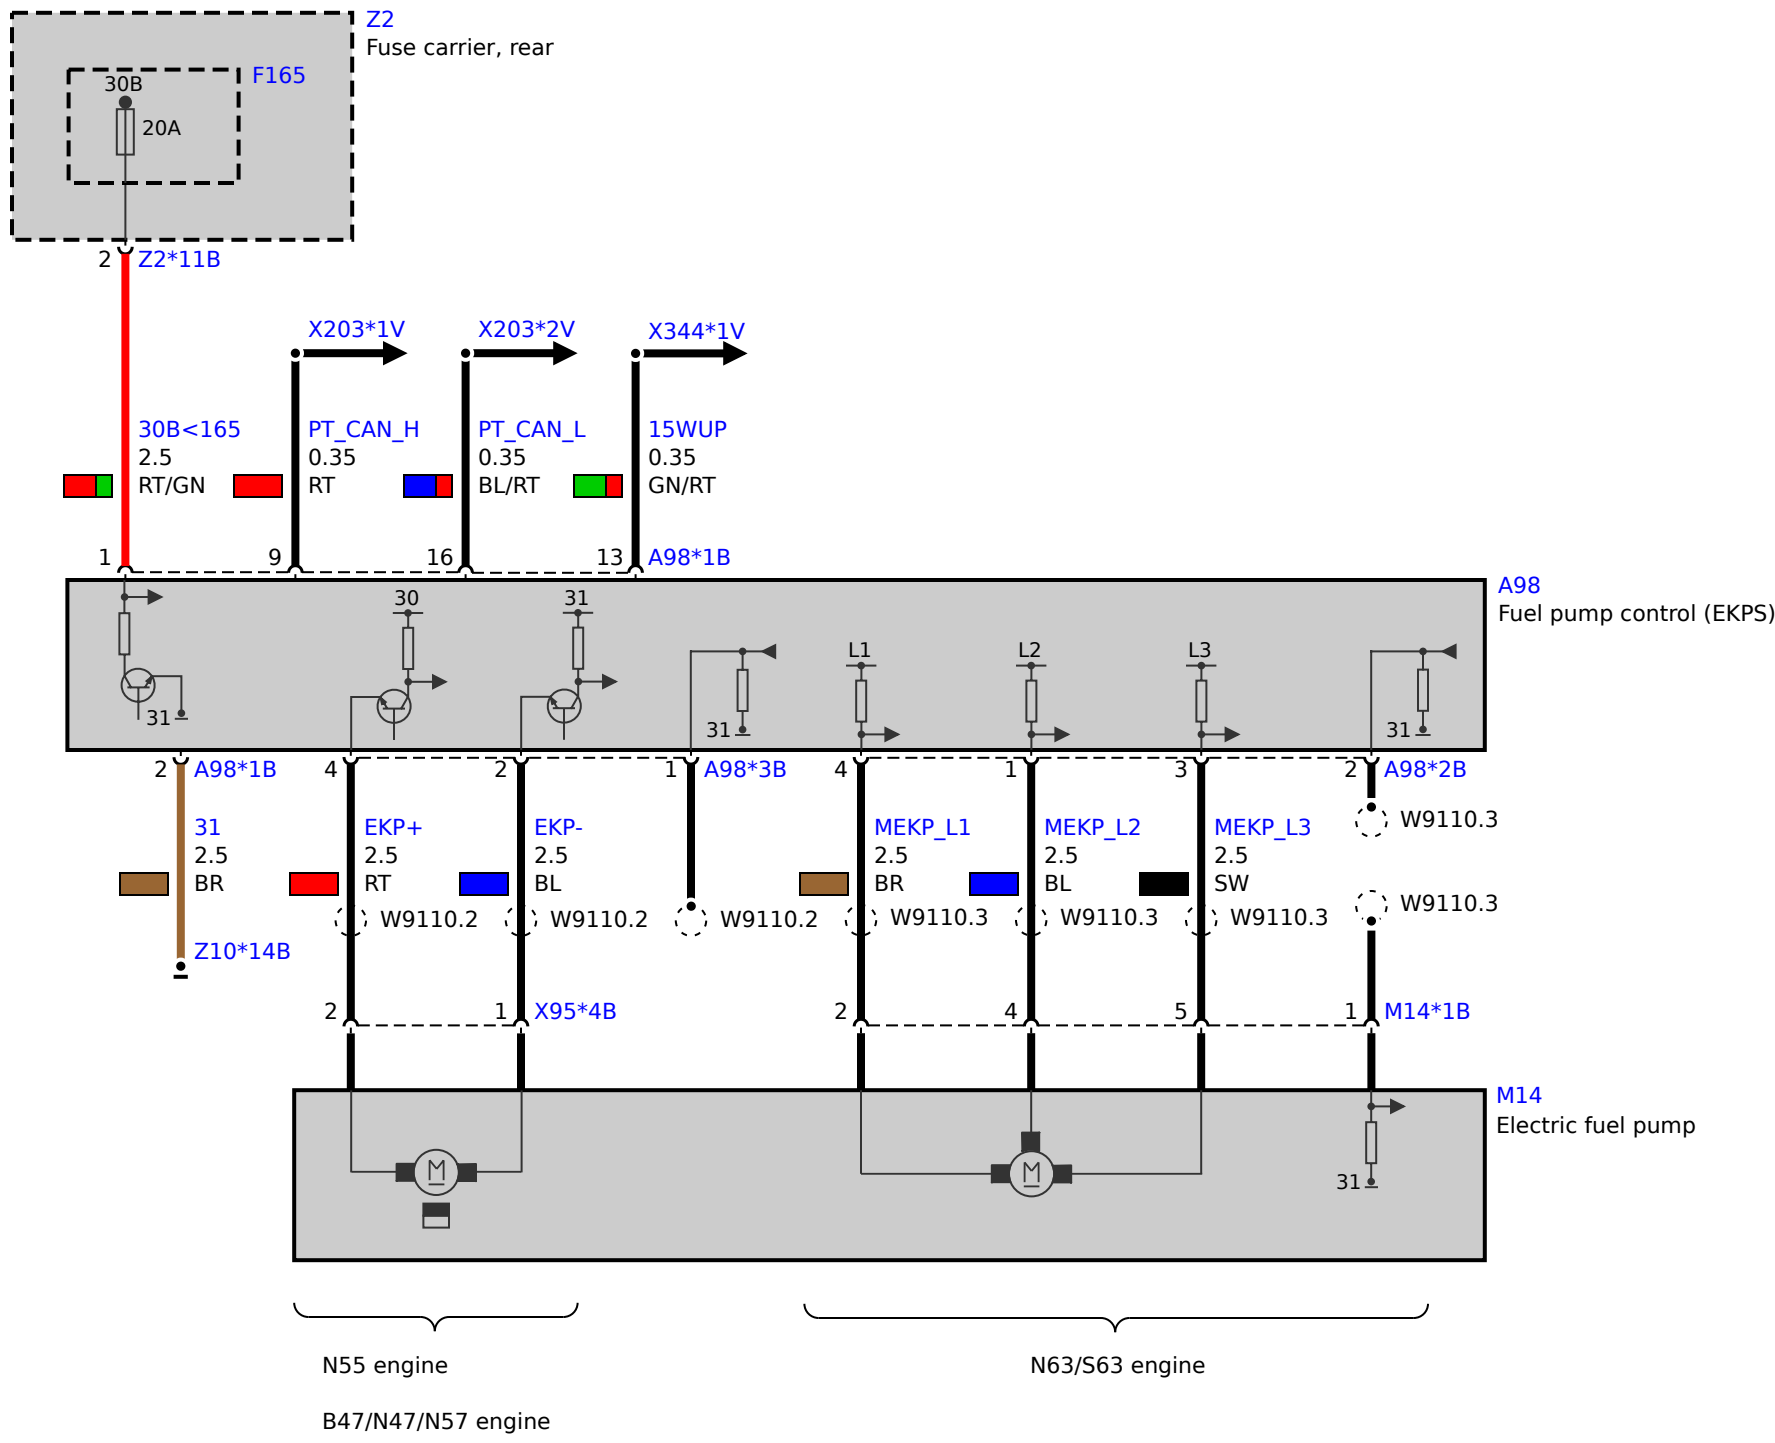 Z2
Fuse carrier, rear
F165
30B
20A
2
Z2*11B
X203*1V
X203*2V
X344*1V
30B<165
2.5
RT/GN
PT_CAN_H
0.35
RT
PT_CAN_L
0.35
BL/RT
15WUP
0.35
GN/RT
1
9
16
13
A98*1B
A98
Fuel pump control (EKPS)
30
31
L1
L2
L3
31
31
31
2
A98*1B
4
2
1
A98*3B
4
1
3
2
A98*2B
W9110.3
31
2.5
BR
EKP+
2.5
RT
EKP-
2.5
BL
MEKP_L1
2.5
BR
MEKP_L2
2.5
BL
MEKP_L3
2.5
SW
W9110.3
W9110.2
W9110.2
W9110.2
W9110.3
W9110.3
W9110.3
Z10*14B
2
1
X95*4B
2
4
5
1
M14*1B
M14
Electric fuel pump
M
M
31
N55 engine
N63/S63 engine
B47/N47/N57 engine